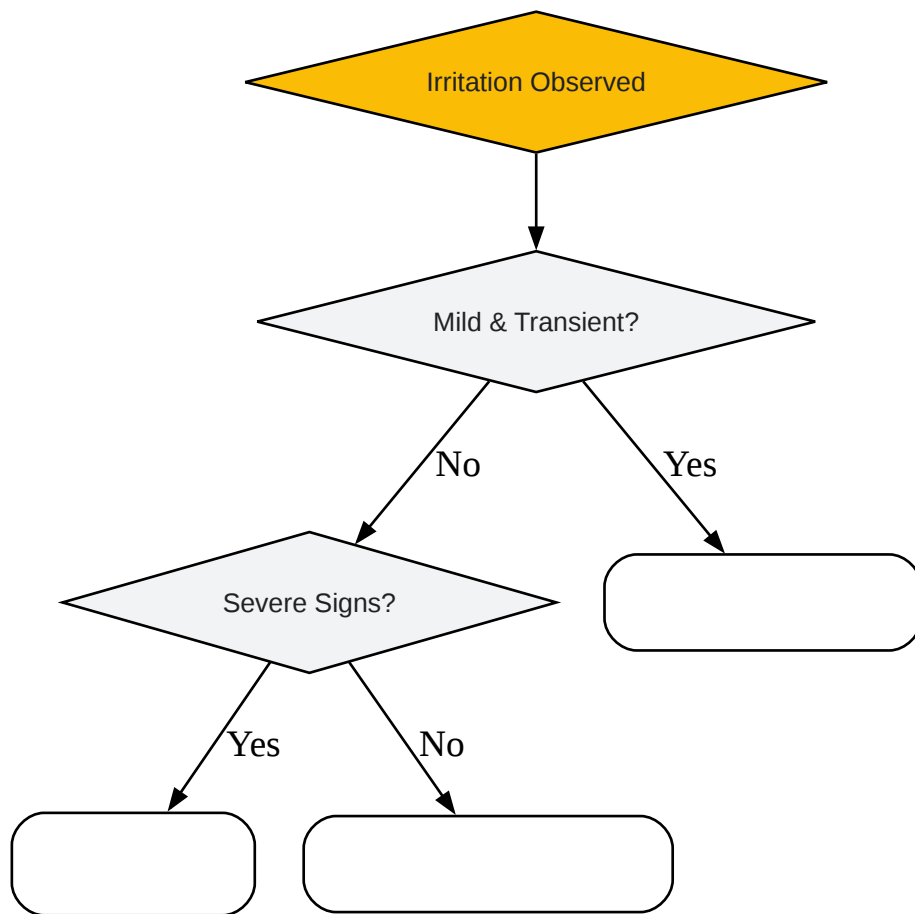 Irritation Observed
Mild & Transient?
No
Yes
Severe Signs?
Yes
No